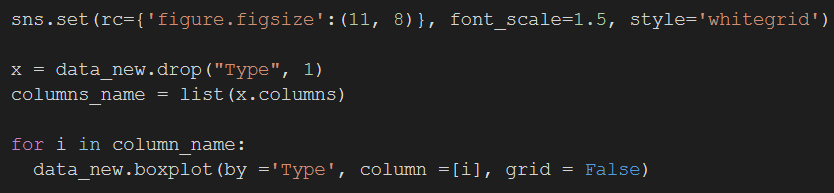 sns.set(rc={'figure.figsize':(11, 8)}, font_scale=1.5, style='whitegrid')
x = data_new.drop("Type", 1)
columns_name = list(x.columns)
for i in column_name:
  data_new.boxplot(by ='Type', column =[i], grid = False)